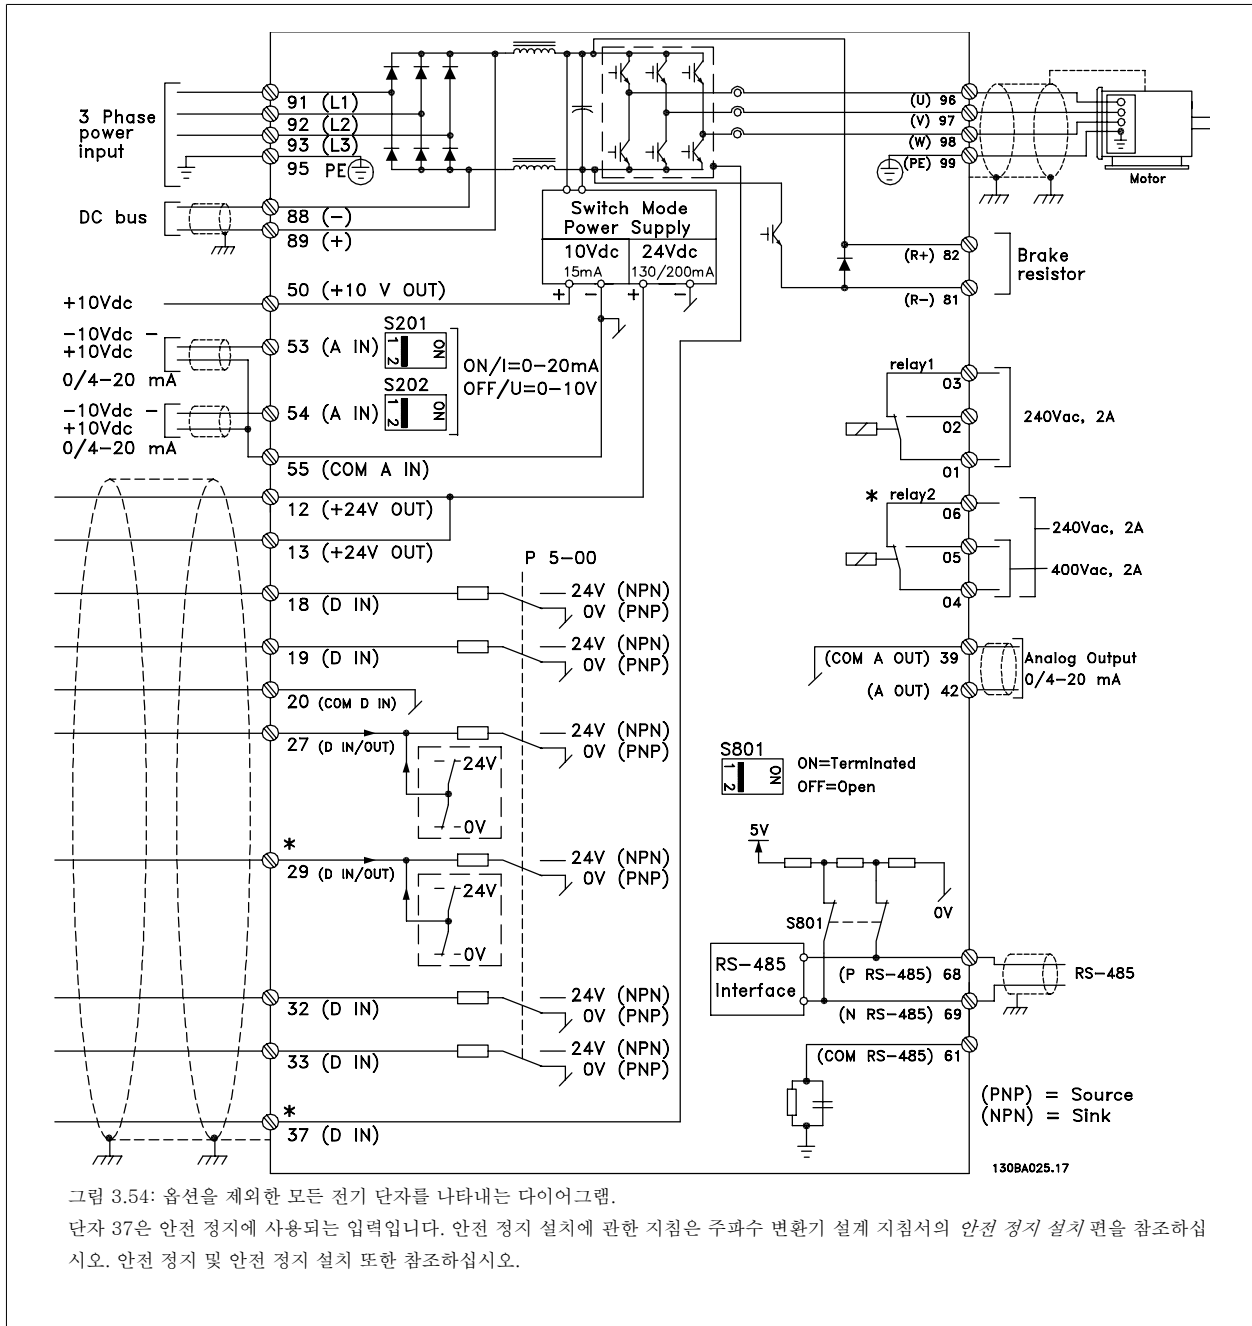 3 Phase
power
input
91 (L1)
92 (L2)
93 (L3)
95 PE
DC bus
88 (−)
89 (+)
+10Vdc
50 (+10 V OUT)
−10Vdc −
+10Vdc
0/4−20 mA
53 (A IN)
S201
1 2
ON
ON/I=0−20mA
OFF/U=0−10V
−10Vdc −
+10Vdc
0/4−20 mA
54 (A IN)
S202
1 2
ON
55 (COM A IN)
12 (+24V OUT)
13 (+24V OUT)
P 5−00
18 (D IN)
24V (NPN)
0V (PNP)
19 (D IN)
24V (NPN)
0V (PNP)
20 (COM D IN)
27 (D IN/OUT)
24V (NPN)
0V (PNP)
24V
0V
*
29 (D IN/OUT)
24V (NPN)
0V (PNP)
24V
0V
32 (D IN)
24V (NPN)
0V (PNP)
33 (D IN)
24V (NPN)
0V (PNP)
*
37 (D IN)
Switch Mode
Power Supply
10Vdc
15mA
24Vdc
130/200mA
+ − + −
(U) 96
(V) 97
(W) 98
(PE) 99
Motor
(R+) 82
(R−) 81
Brake
resistor
relay1
03
02
01
240Vac, 2A
* relay2
06
05
04
240Vac, 2A
400Vac, 2A
(COM A OUT) 39
(A OUT) 42
Analog Output
0/4−20 mA
S801
1 2
ON
ON=Terminated
OFF=Open
5V
0V
S801
RS−485
Interface
(P RS−485) 68
(N RS−485) 69
RS−485
(COM RS−485) 61
(PNP) = Source
(NPN) = Sink
130BA025.17
그림 3.54: 옵션을 제외한 모든 전기 단자를 나타내는 다이어그램.
단자 37은 안전 정지에 사용되는 입력입니다. 안전 정지 설치에 관한 지침은 주파수 변환기 설계 지침서의 안전 정지 설치 편을 참조하십
시오. 안전 정지 및 안전 정지 설치 또한 참조하십시오.